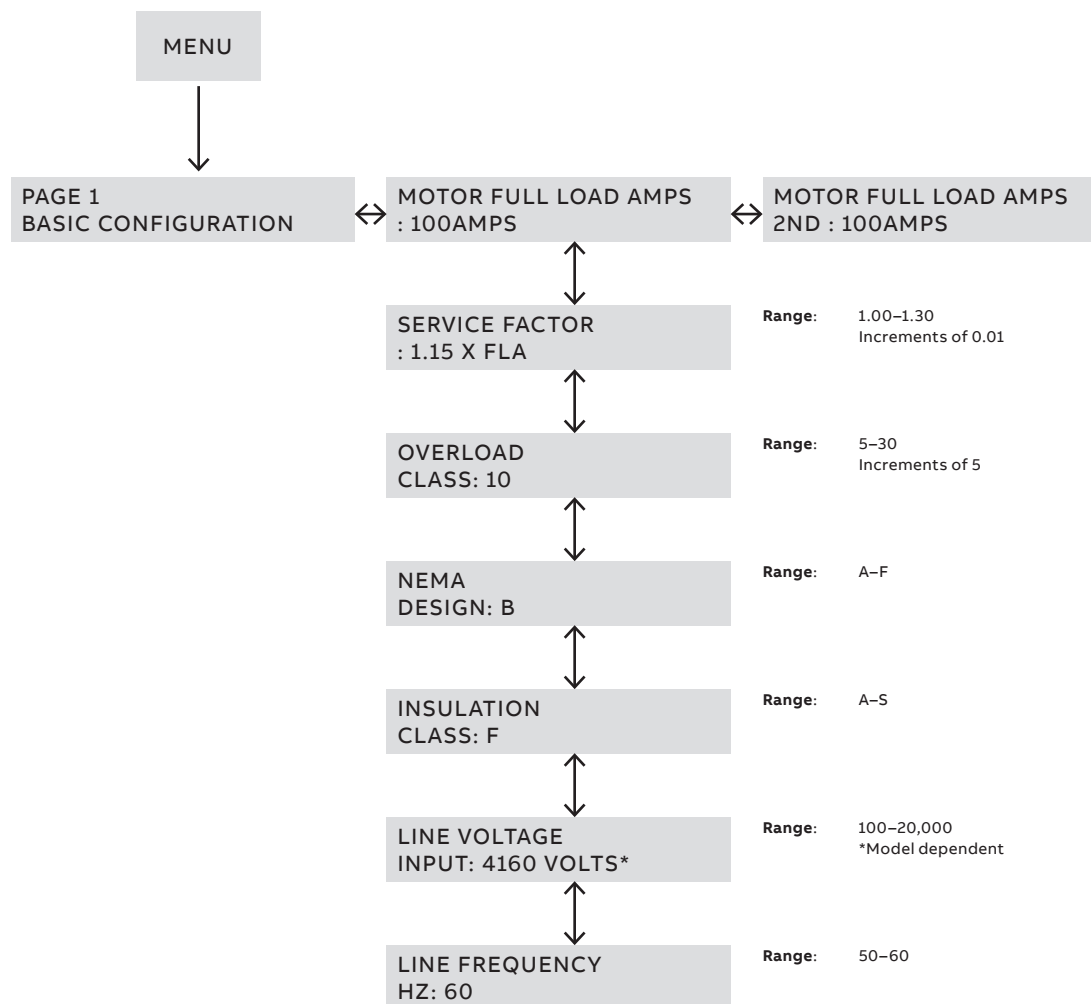 MENU
PAGE 1
BASIC CONFIGURATION
MOTOR FULL LOAD AMPS
: 100AMPS
MOTOR FULL LOAD AMPS
2ND : 100AMPS
SERVICE FACTOR
: 1.15 X FLA
Range: 1.00–1.30
Increments of 0.01
OVERLOAD
CLASS: 10
Range: 5–30
Increments of 5
NEMA
DESIGN: B
Range: A–F
INSULATION
CLASS: F
Range: A–S
LINE VOLTAGE
INPUT: 4160 VOLTS*
Range: 100–20,000
*Model dependent
LINE FREQUENCY
HZ: 60
Range: 50–60